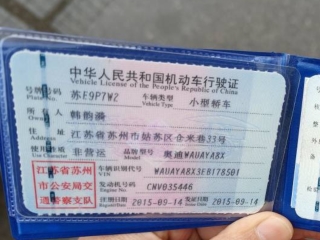 中华人民共和国机动车行驶证
Vehicle License of the People's Republic of China
号牌号码 苏E9P7W2 车辆类型 小型轿车
Plate No. Vehicle Type
所有人 韩韵
Owner
住址 江苏省苏州市姑苏区仓米巷33号
Address
使用性质 非营运 品牌型号 奥迪WAUAYA8X
Use Character Model
江苏省苏州 车辆识别代号 WAUAYA8X3EB178501
VIN
市公安局交 发动机号码 CNV035446
Engine No.
通警察支队 注册日期 2015-09-14 发证日期 2015-09-14
Register Date Issue Date